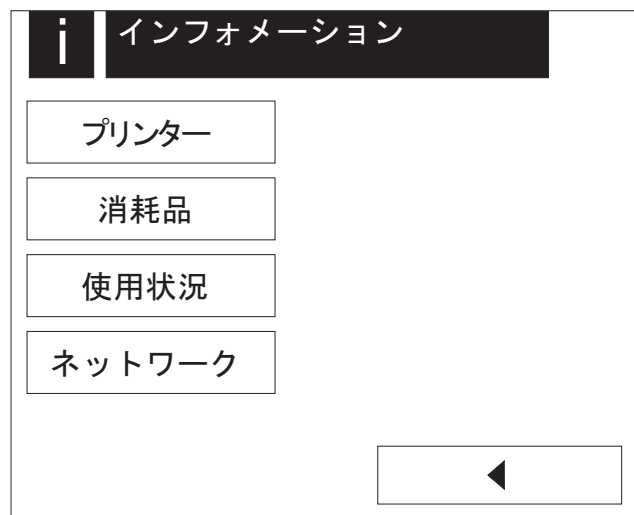 i インフォメーション
プリンター
消耗品
使用状況
ネットワーク